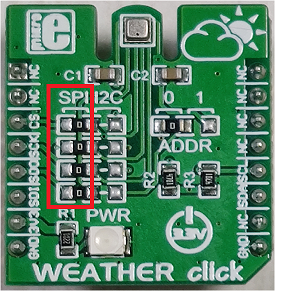 mikro
e
C1 C2
SPI I2C 0 1
ADDR
NC
NC
CS
SCK
SDO
SDI
3V3
GND
NC
NC
NC
NC
SCL
SDA
NC
GND
R2 R3
R1 PWR
3.3V
WEATHER click